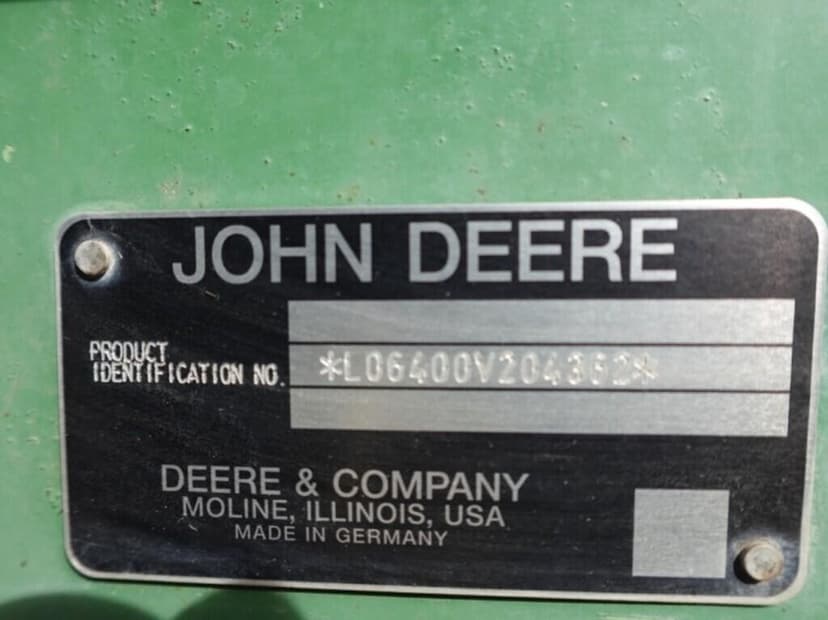 JOHN DEERE
PRODUCT
IDENTIFICATION NO.
*L06400V204362*
DEERE & COMPANY
MOLINE, ILLINOIS, USA
MADE IN GERMANY